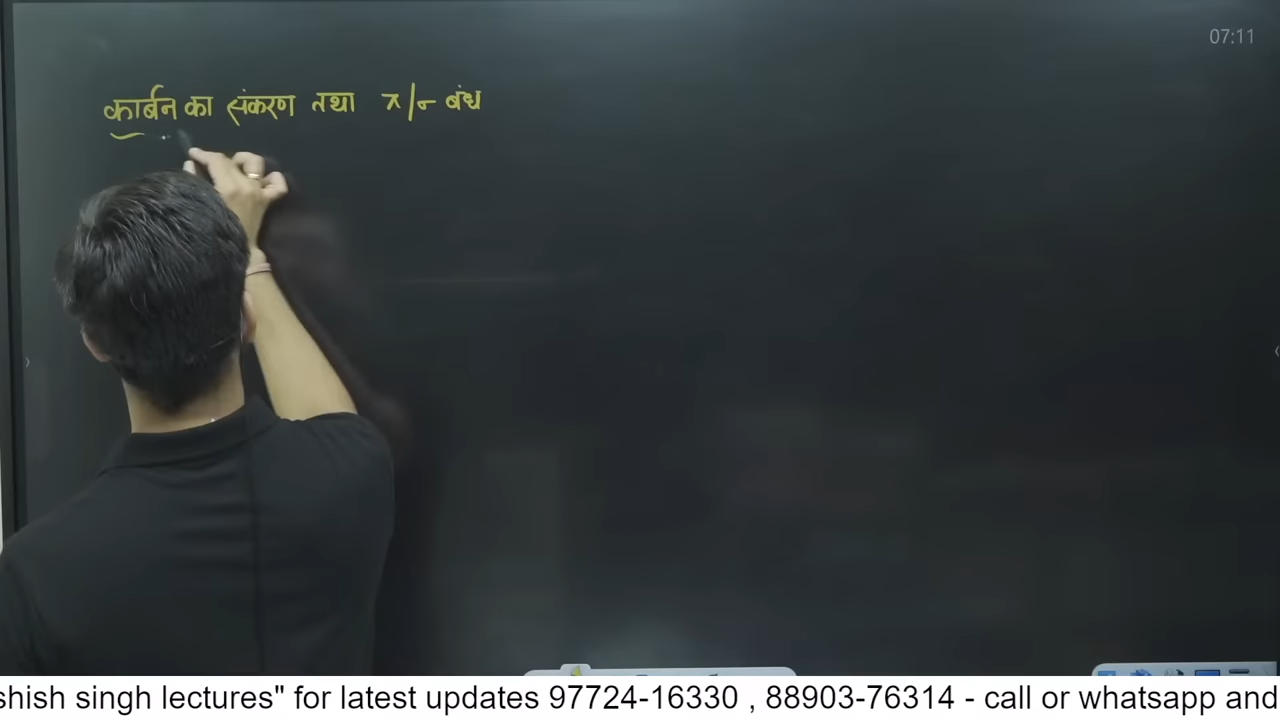 07:11
कार्बन का संकरण तथा π/σ बंध
shish singh lectures" for latest updates 97724-16330 , 88903-76314 - call or whatsapp and